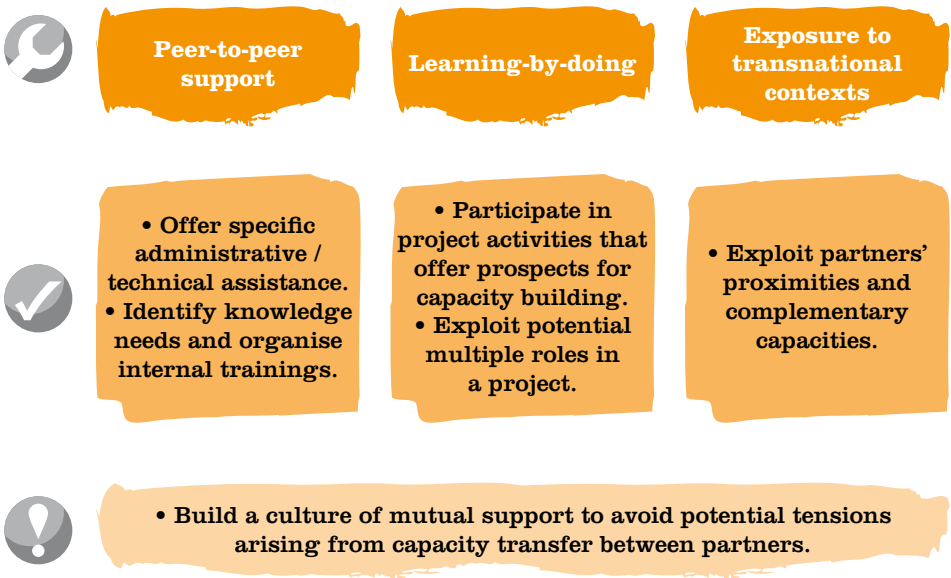 Peer-to-peer
support
Learning-by-doing
Exposure to
transnational
contexts
• Offer specific
administrative /
technical assistance.
• Identify knowledge
needs and organise
internal trainings.
• Participate in
project activities that
offer prospects for
capacity building.
• Exploit potential
multiple roles in
a project.
• Exploit partners’
proximities and
complementary
capacities.
• Build a culture of mutual support to avoid potential tensions
arising from capacity transfer between partners.